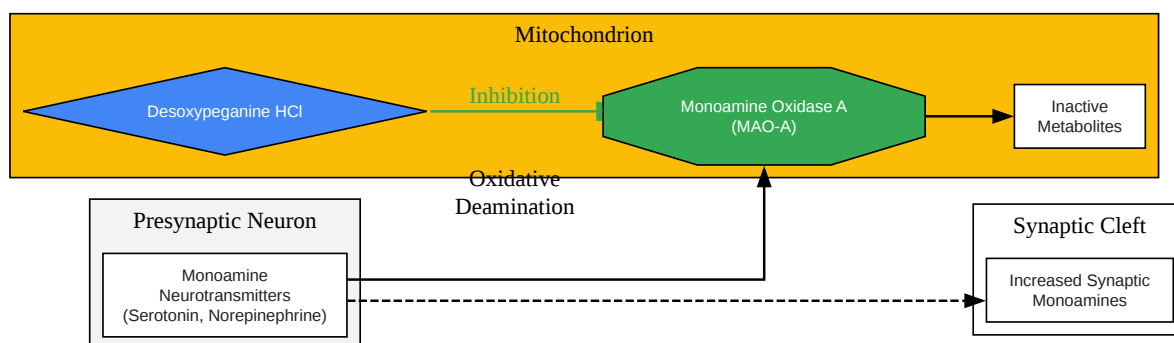 Mitochondrion
Desoxypeganine HCl
Inhibition
Monoamine Oxidase A
(MAO-A)
Inactive
Metabolites
Oxidative
Deamination
Presynaptic Neuron
Monoamine
Neurotransmitters
(Serotonin, Norepinephrine)
Synaptic Cleft
Increased Synaptic
Monoamines